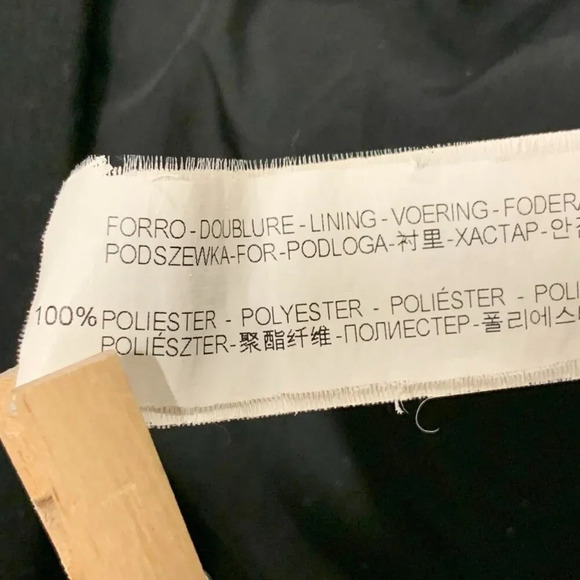 FORRO - DOUBLURE - LINING - VOERING - FODERA
PODSZEWKA-FOR-PODLOGA-衬里-ХАСТАР-안감
100% POLIESTER - POLYESTER - POLIÉSTER - POLI
POLIÉSZTER-聚酯纤维-ПОЛИЕСТЕР-폴리에스